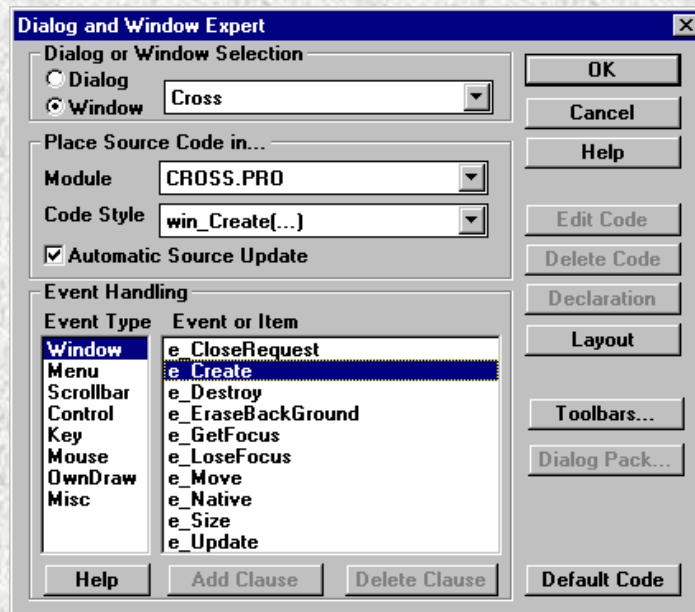 Dialog and Window Expert
Dialog or Window Selection
Dialog
Window
Cross
OK
Cancel
Help
Place Source Code in...
Module
CROSS.PRO
Code Style
win_Create(...)
Automatic Source Update
Edit Code
Delete Code
Declaration
Layout
Toolbars...
Dialog Pack...
Default Code
Event Handling
Event Type
Event or Item
Window
Menu
Scrollbar
Control
Key
Mouse
OwnDraw
Misc
e_CloseRequest
e_Create
e_Destroy
e_EraseBackGround
e_GetFocus
e_LoseFocus
e_Move
e_Native
e_Size
e_Update
Help
Add Clause
Delete Clause